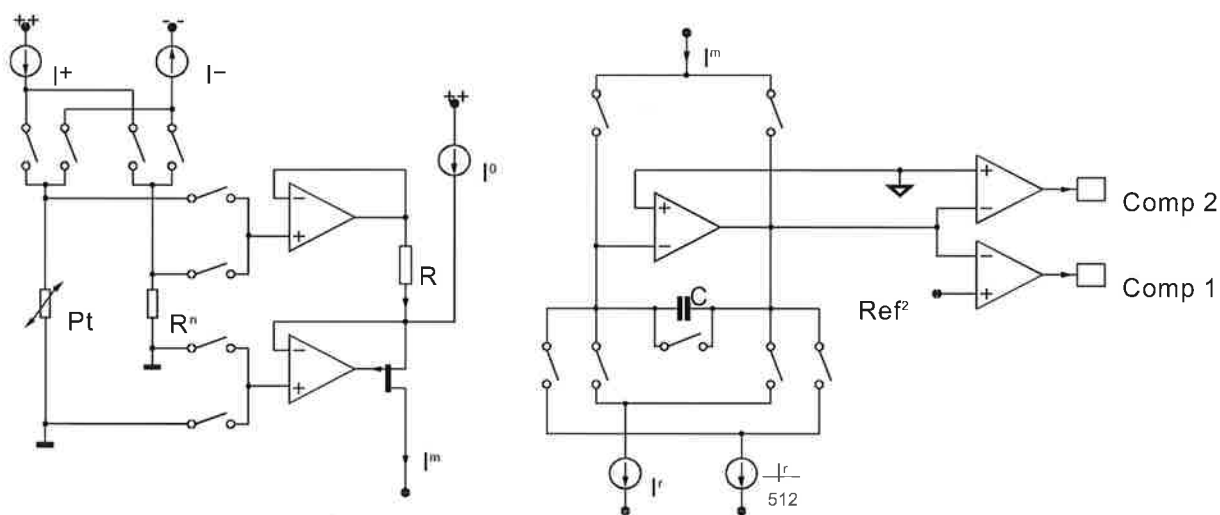 ++
--
++
I+
I−
Iᵐ
I⁰
R
C
Pt
Rⁿ
Comp 2
Comp 1
Ref²
Iᵐ
Iʳ
Iʳ
512